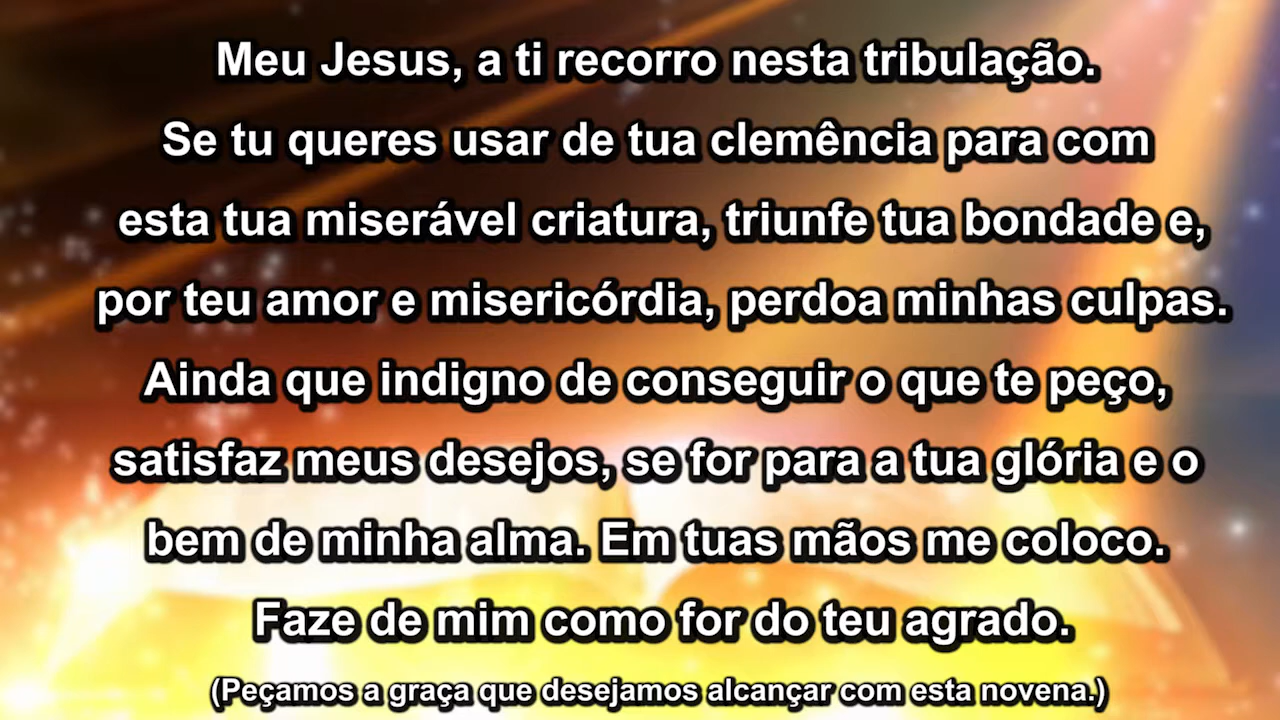 Meu Jesus, a ti recorro nesta tribulação.
Se tu queres usar de tua clemência para com
esta tua miserável criatura, triunfe tua bondade e,
por teu amor e misericórdia, perdoa minhas culpas.
Ainda que indigno de conseguir o que te peço,
satisfaz meus desejos, se for para a tua glória e o
bem de minha alma. Em tuas mãos me coloco.
Faze de mim como for do teu agrado.
(Peçamos a graça que desejamos alcançar com esta novena.)